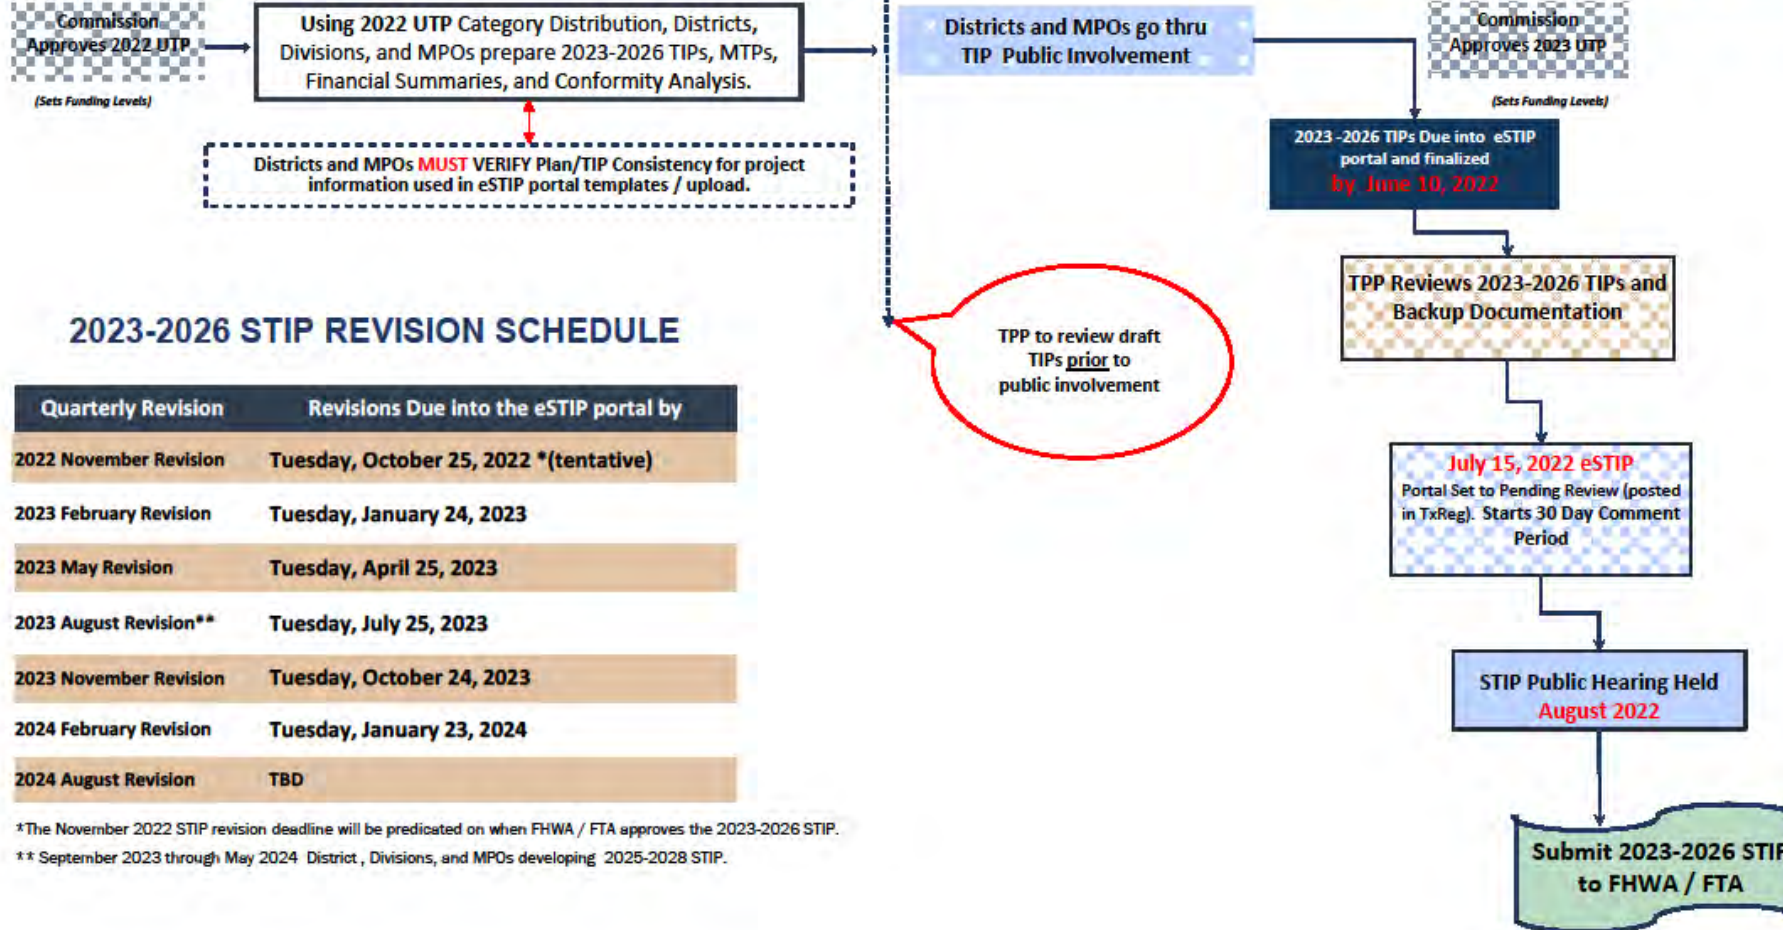 Commission
Approves 2022 UTP
(Sets Funding Levels)
Using 2022 UTP Category Distribution, Districts,
Divisions, and MPOs prepare 2023-2026 TIPs, MTPs,
Financial Summaries, and Conformity Analysis.
Districts and MPOs MUST VERIFY Plan/TIP Consistency for project
information used in eSTIP portal templates / upload.
Districts and MPOs go thru
TIP Public Involvement
Commission
Approves 2023 UTP
(Sets Funding Levels)
2023-2026 TIPs Due into eSTIP
portal and finalized
by June 10, 2022
TPP to review draft
TIPs prior to
public involvement
TPP Reviews 2023-2026 TIPs and
Backup Documentation
July 15, 2022 eSTIP
Portal Set to Pending Review (posted
in TxReg). Starts 30 Day Comment
Period
STIP Public Hearing Held
August 2022
Submit 2023-2026 STIP
to FHWA / FTA
2023-2026 STIP REVISION SCHEDULE
Quarterly Revision Revisions Due into the eSTIP portal by
2022 November Revision Tuesday, October 25, 2022 *(tentative)
2023 February Revision Tuesday, January 24, 2023
2023 May Revision Tuesday, April 25, 2023
2023 August Revision** Tuesday, July 25, 2023
2023 November Revision Tuesday, October 24, 2023
2024 February Revision Tuesday, January 23, 2024
2024 August Revision TBD
*The November 2022 STIP revision deadline will be predicated on when FHWA / FTA approves the 2023-2026 STIP.
** September 2023 through May 2024 District , Divisions, and MPOs developing 2025-2028 STIP.